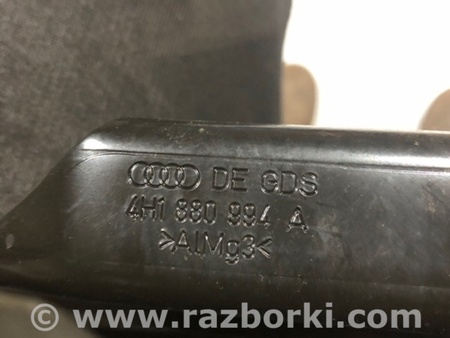 DE GDS
4H1 880 994 A
>AlMg3<
© www.razborki.com